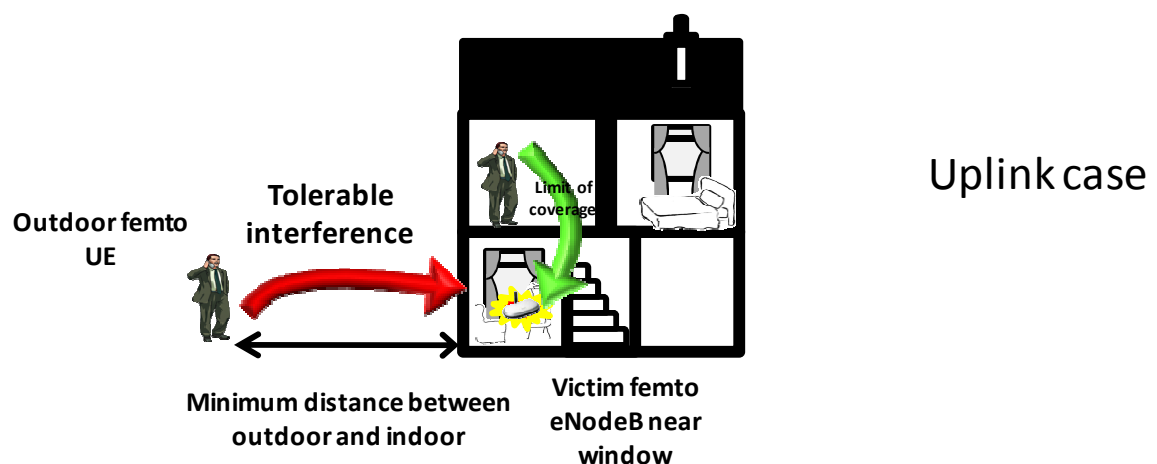 Uplink case
Limit of
coverage
Tolerable
interference
Outdoor femto
UE
Minimum distance between
outdoor and indoor
Victim femto
eNodeB near
window